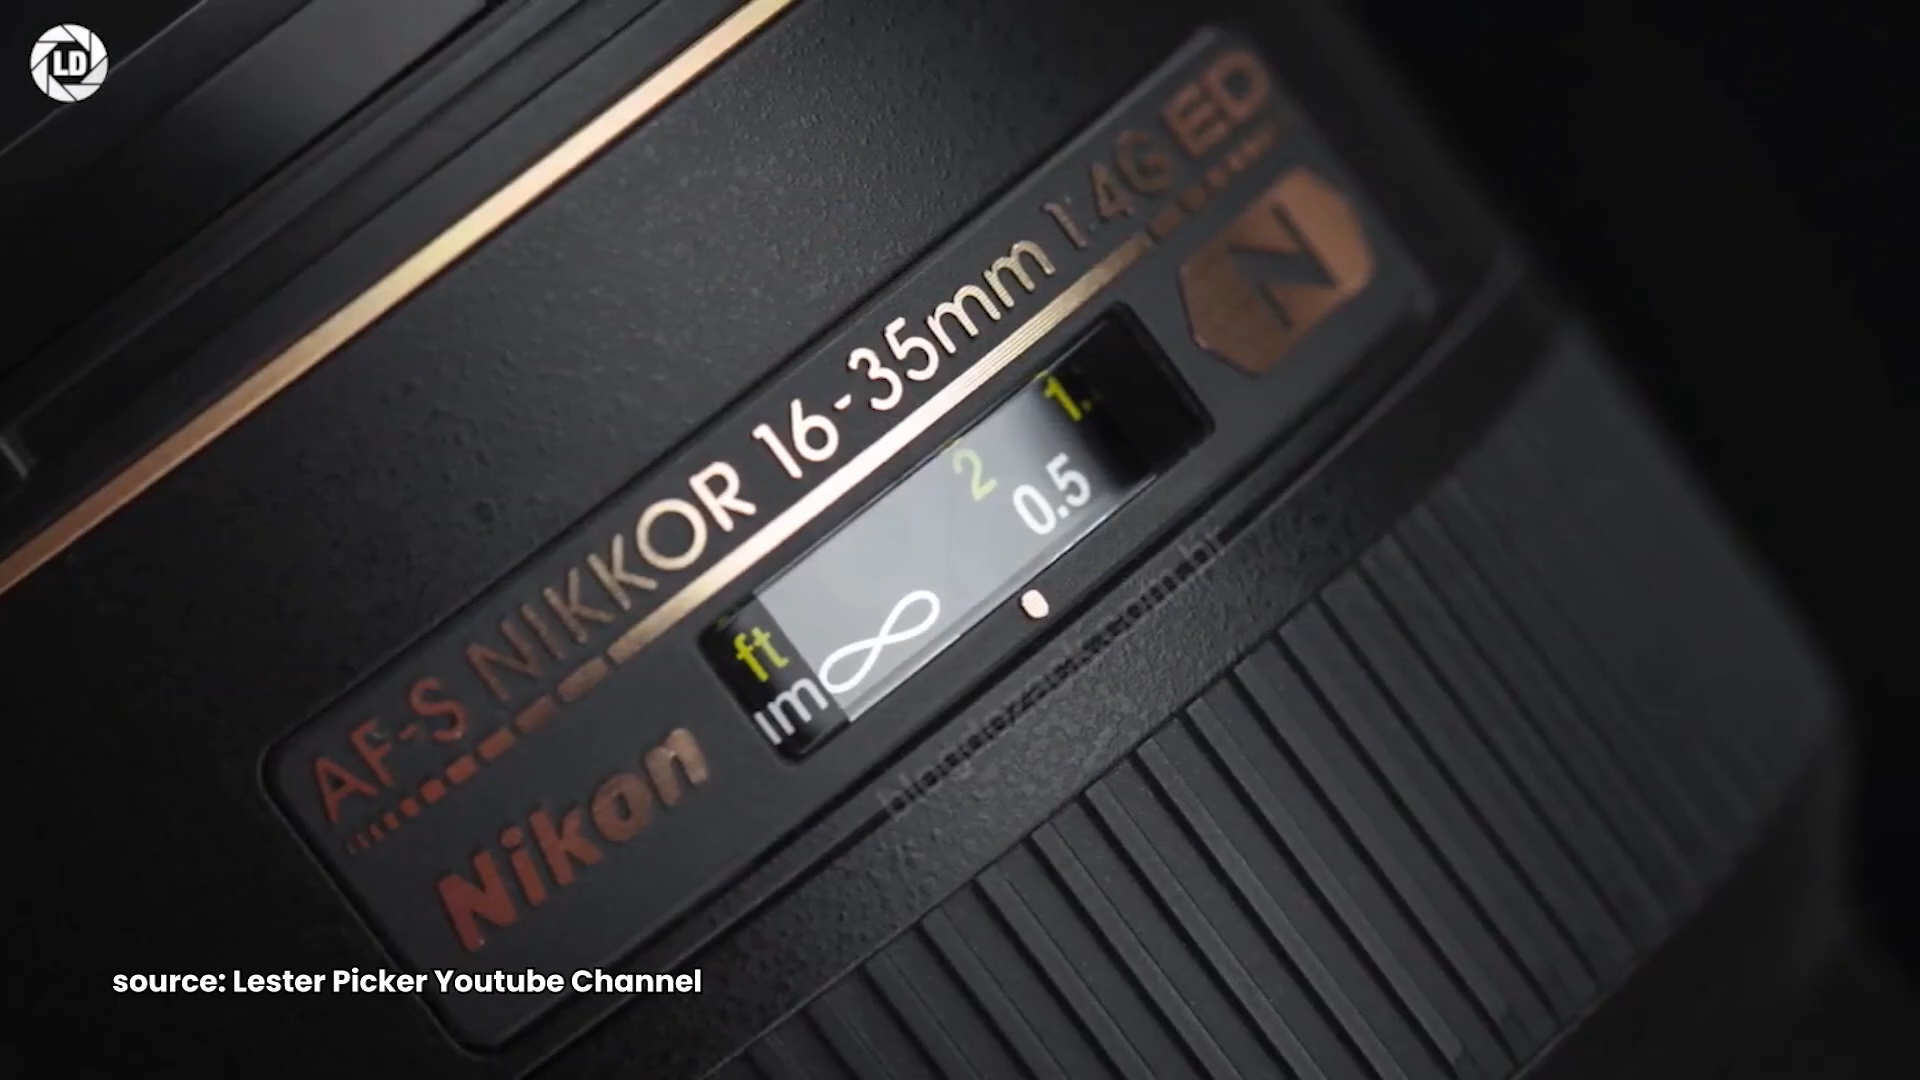 LD
AF-S NIKKOR 16-35mm 1:4G ED
N
ft 2 1.
m ∞ 0.5
Nikon
source: Lester Picker Youtube Channel